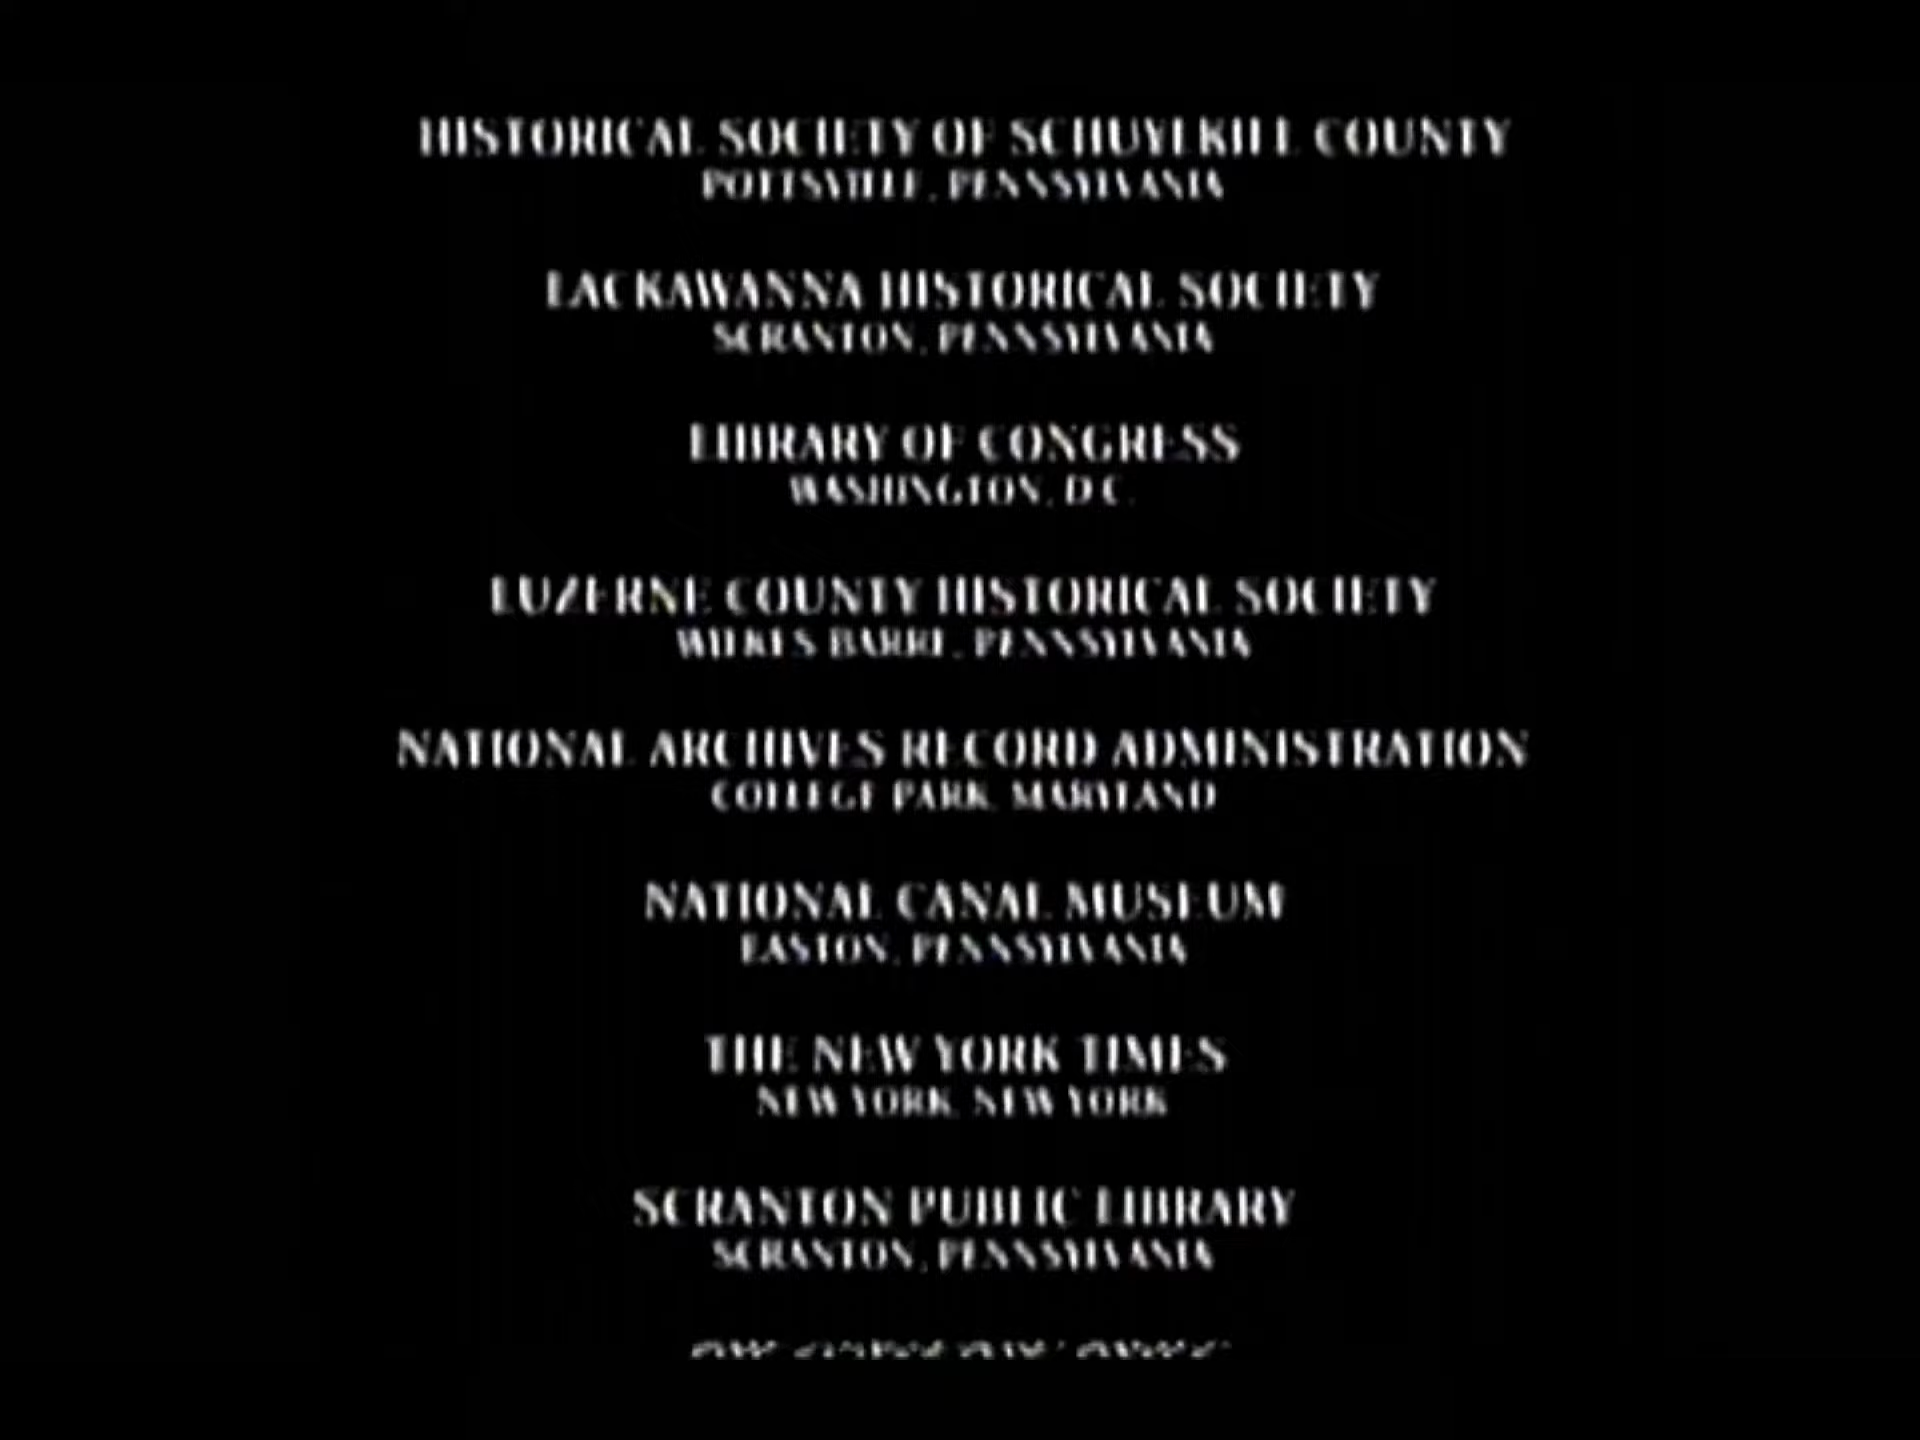 HISTORICAL SOCIETY OF SCHUYLKILL COUNTY
POTTSVILLE, PENNSYLVANIA
LACKAWANNA HISTORICAL SOCIETY
SCRANTON, PENNSYLVANIA
LIBRARY OF CONGRESS
WASHINGTON, D.C.
LUZERNE COUNTY HISTORICAL SOCIETY
WILKES BARRE, PENNSYLVANIA
NATIONAL ARCHIVES RECORD ADMINISTRATION
COLLEGE PARK, MARYLAND
NATIONAL CANAL MUSEUM
EASTON, PENNSYLVANIA
THE NEW YORK TIMES
NEW YORK, NEW YORK
SCRANTON PUBLIC LIBRARY
SCRANTON, PENNSYLVANIA